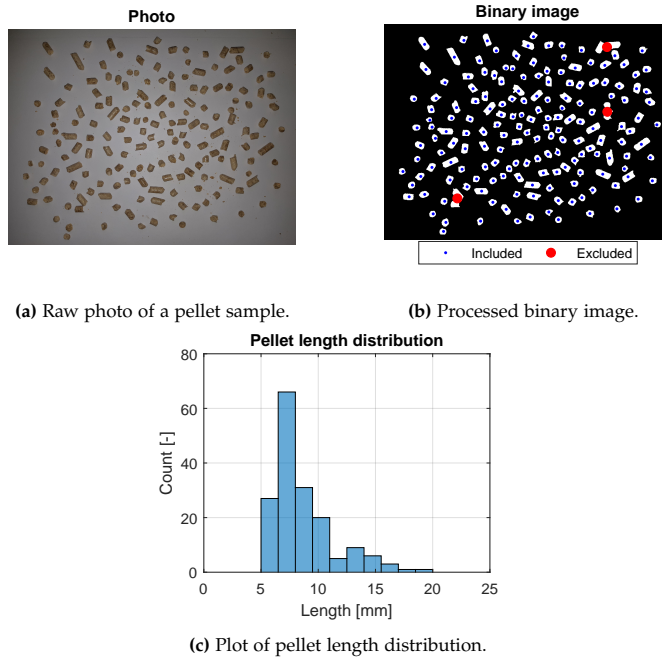 Photo
Binary image
Included
Excluded
(a) Raw photo of a pellet sample.
(b) Processed binary image.
Pellet length distribution
80
60
40
20
0
Count [-]
0 5 10 15 20 25
Length [mm]
(c) Plot of pellet length distribution.